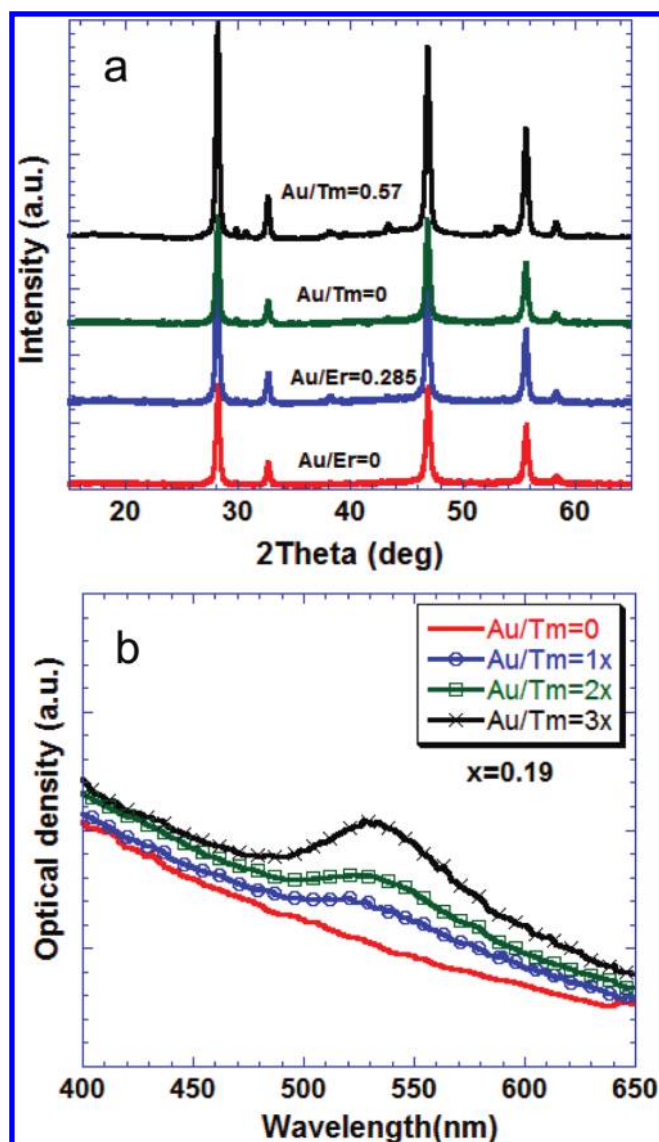 a
Au/Tm=0.57
Au/Tm=0
Au/Er=0.285
Au/Er=0
Intensity (a.u.)
20 30 40 50 60
2Theta (deg)
b
Au/Tm=0
Au/Tm=1x
Au/Tm=2x
Au/Tm=3x
x=0.19
Optical density (a.u.)
400 450 500 550 600 650
Wavelength(nm)